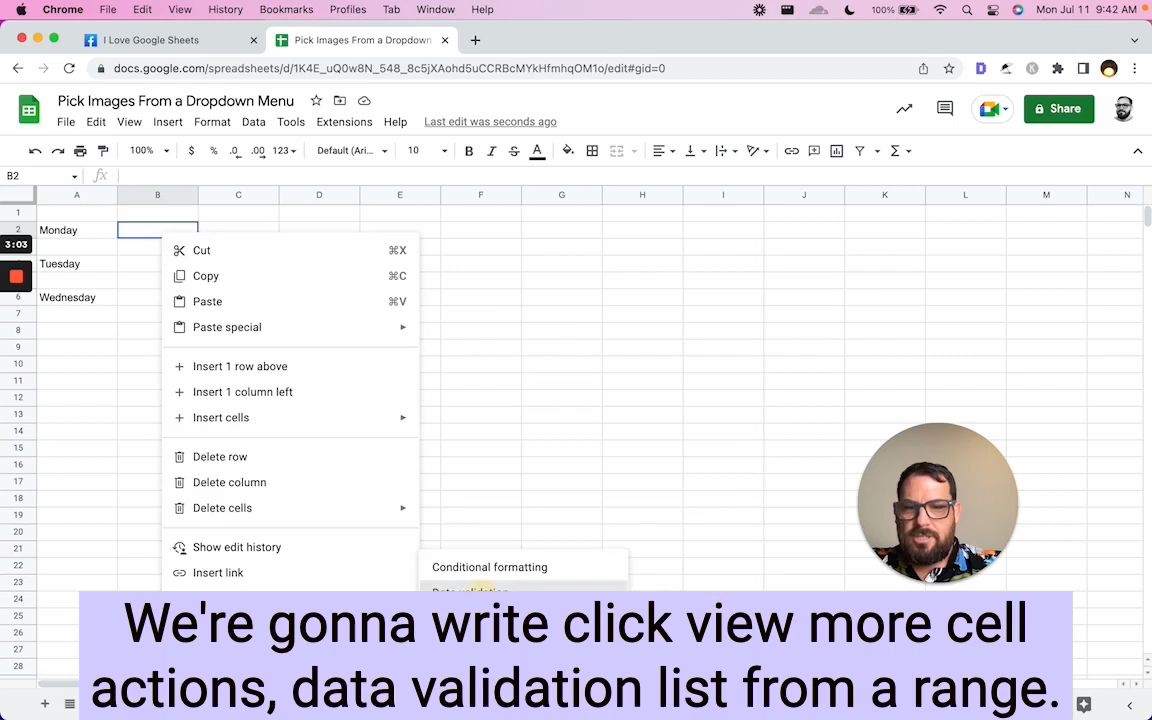 Chrome File Edit View History Bookmarks Profiles Tab Window Help 100% Mon Jul 11 9:42 AM
I Love Google Sheets
Pick Images From a Dropdown
docs.google.com/spreadsheets/d/1K4E_uQ0w8N_548_8c5jXAohd5uCCRBcMYkHfmhqOM1o/edit#gid=0
Pick Images From a Dropdown Menu
Share
File Edit View Insert Format Data Tools Extensions Help Last edit was seconds ago
100% $ % .0 .00 123 Default (Ari... 10 B I S A
B2 fx
A B C D E F G H I J K L M N
1
2 Monday
3:03
Tuesday
6 Wednesday
7
8
9
10
11
12
13
14
15
16
17
18
19
20
21
22
23
24
25
26
27
28
Cut ⌘X
Copy ⌘C
Paste ⌘V
Paste special
Insert 1 row above
Insert 1 column left
Insert cells
Delete row
Delete column
Delete cells
Show edit history
Insert link
Conditional formatting
We're gonna write click view more cell
actions, data validation list from a range.